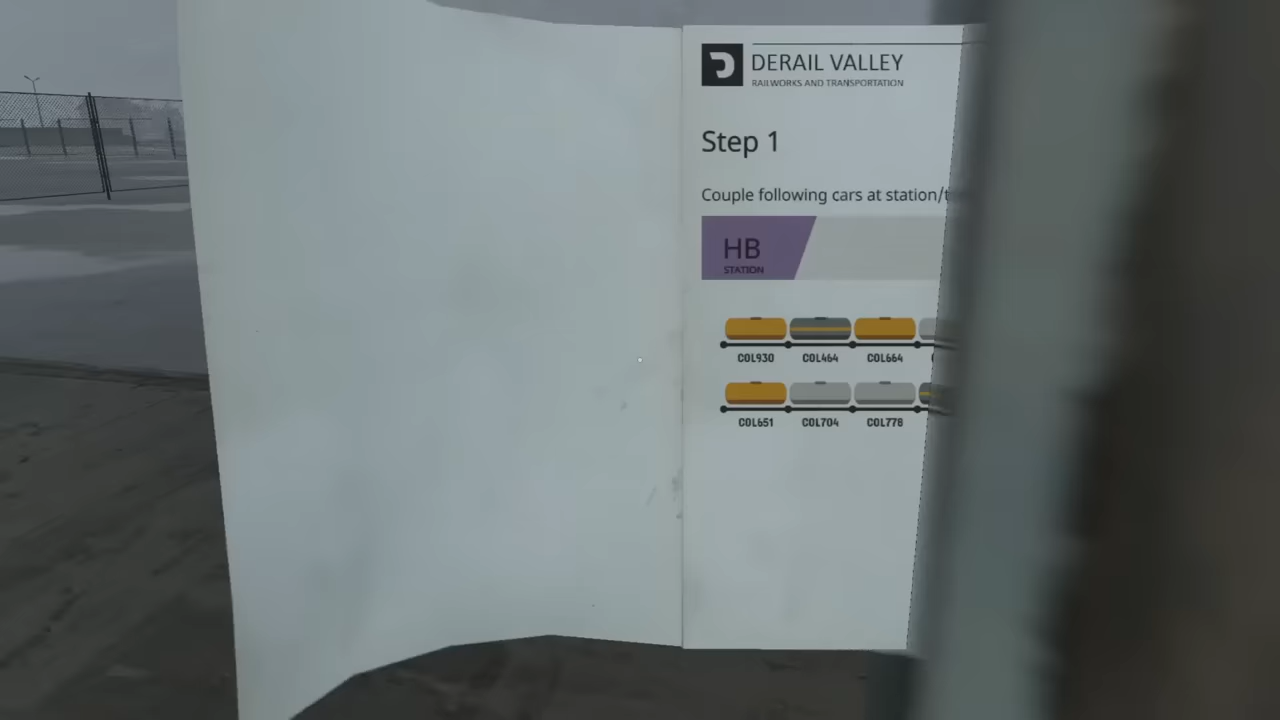 DERAIL VALLEY
RAILWORKS AND TRANSPORTATION
Step 1
Couple following cars at station/t
HB
STATION
COL930 COL464 COL664
COL651 COL704 COL778